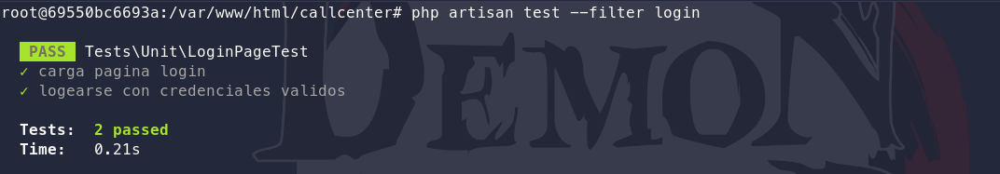 root@69550bc6693a:/var/www/html/callcenter# php artisan test --filter login
PASS Tests\Unit\LoginPageTest
✓ carga pagina login
✓ logearse con credenciales validos
Tests: 2 passed
Time: 0.21s
DEMON